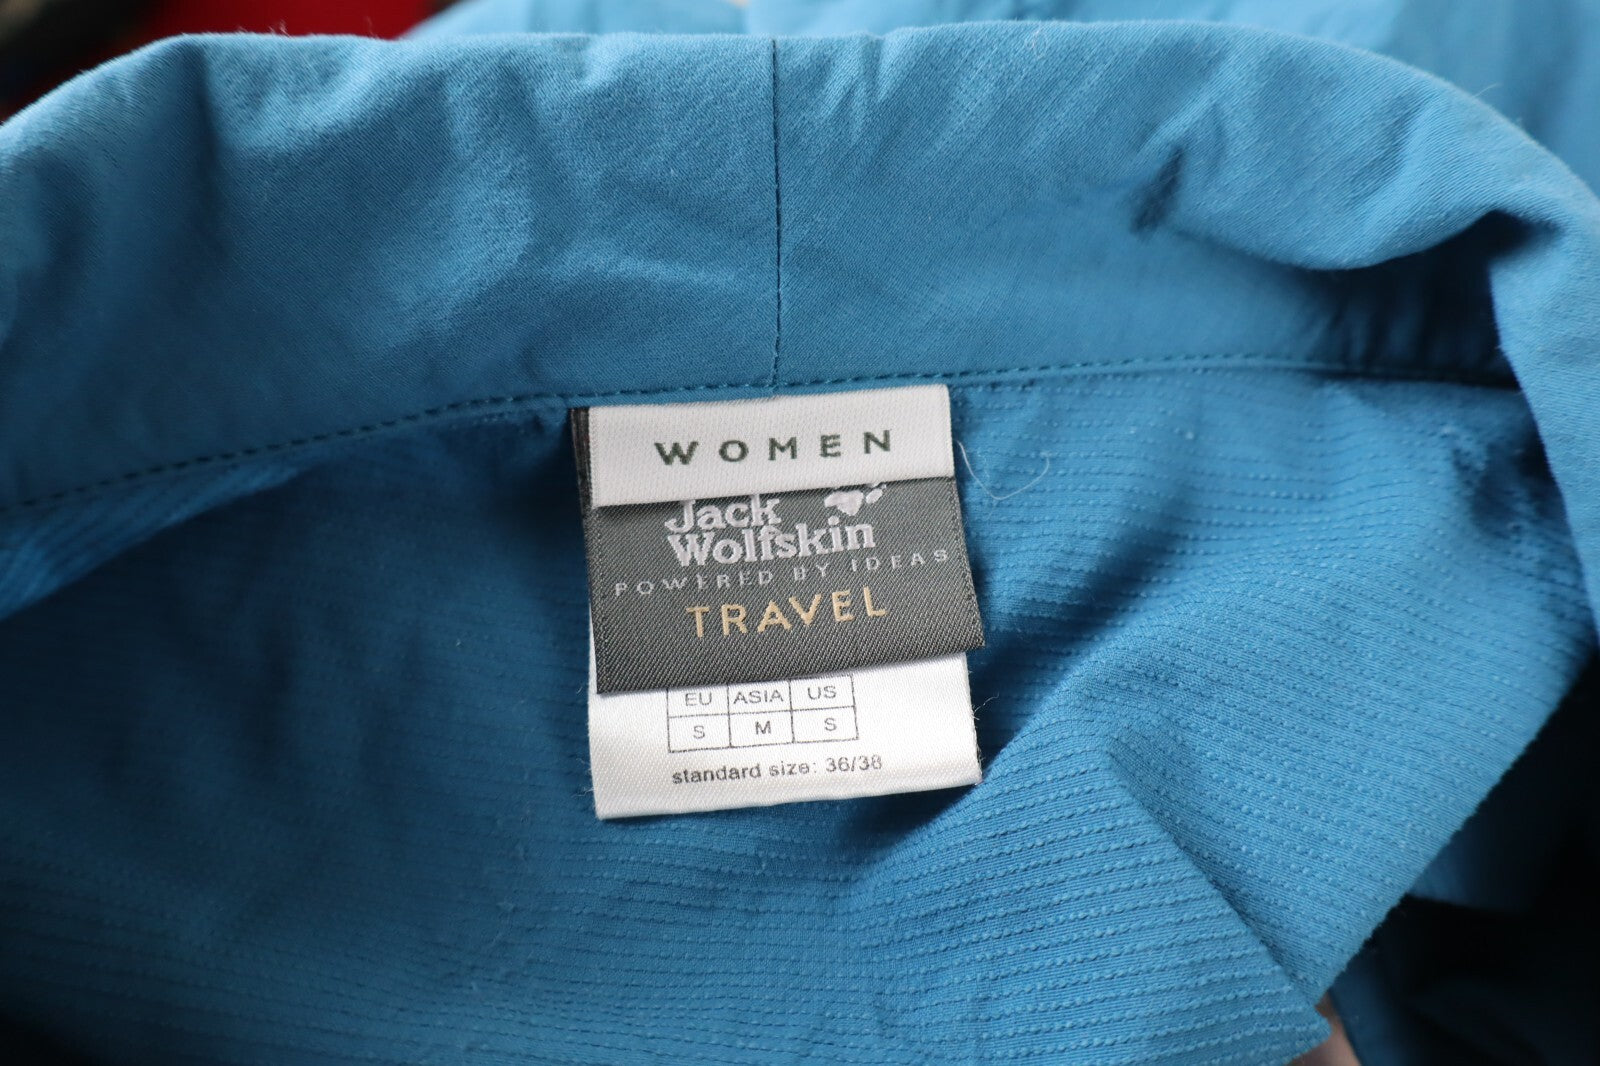 WOMEN
Jack
Wolfskin
POWERED BY IDEAS
TRAVEL
EU ASIA US
S M S
standard size: 36/38